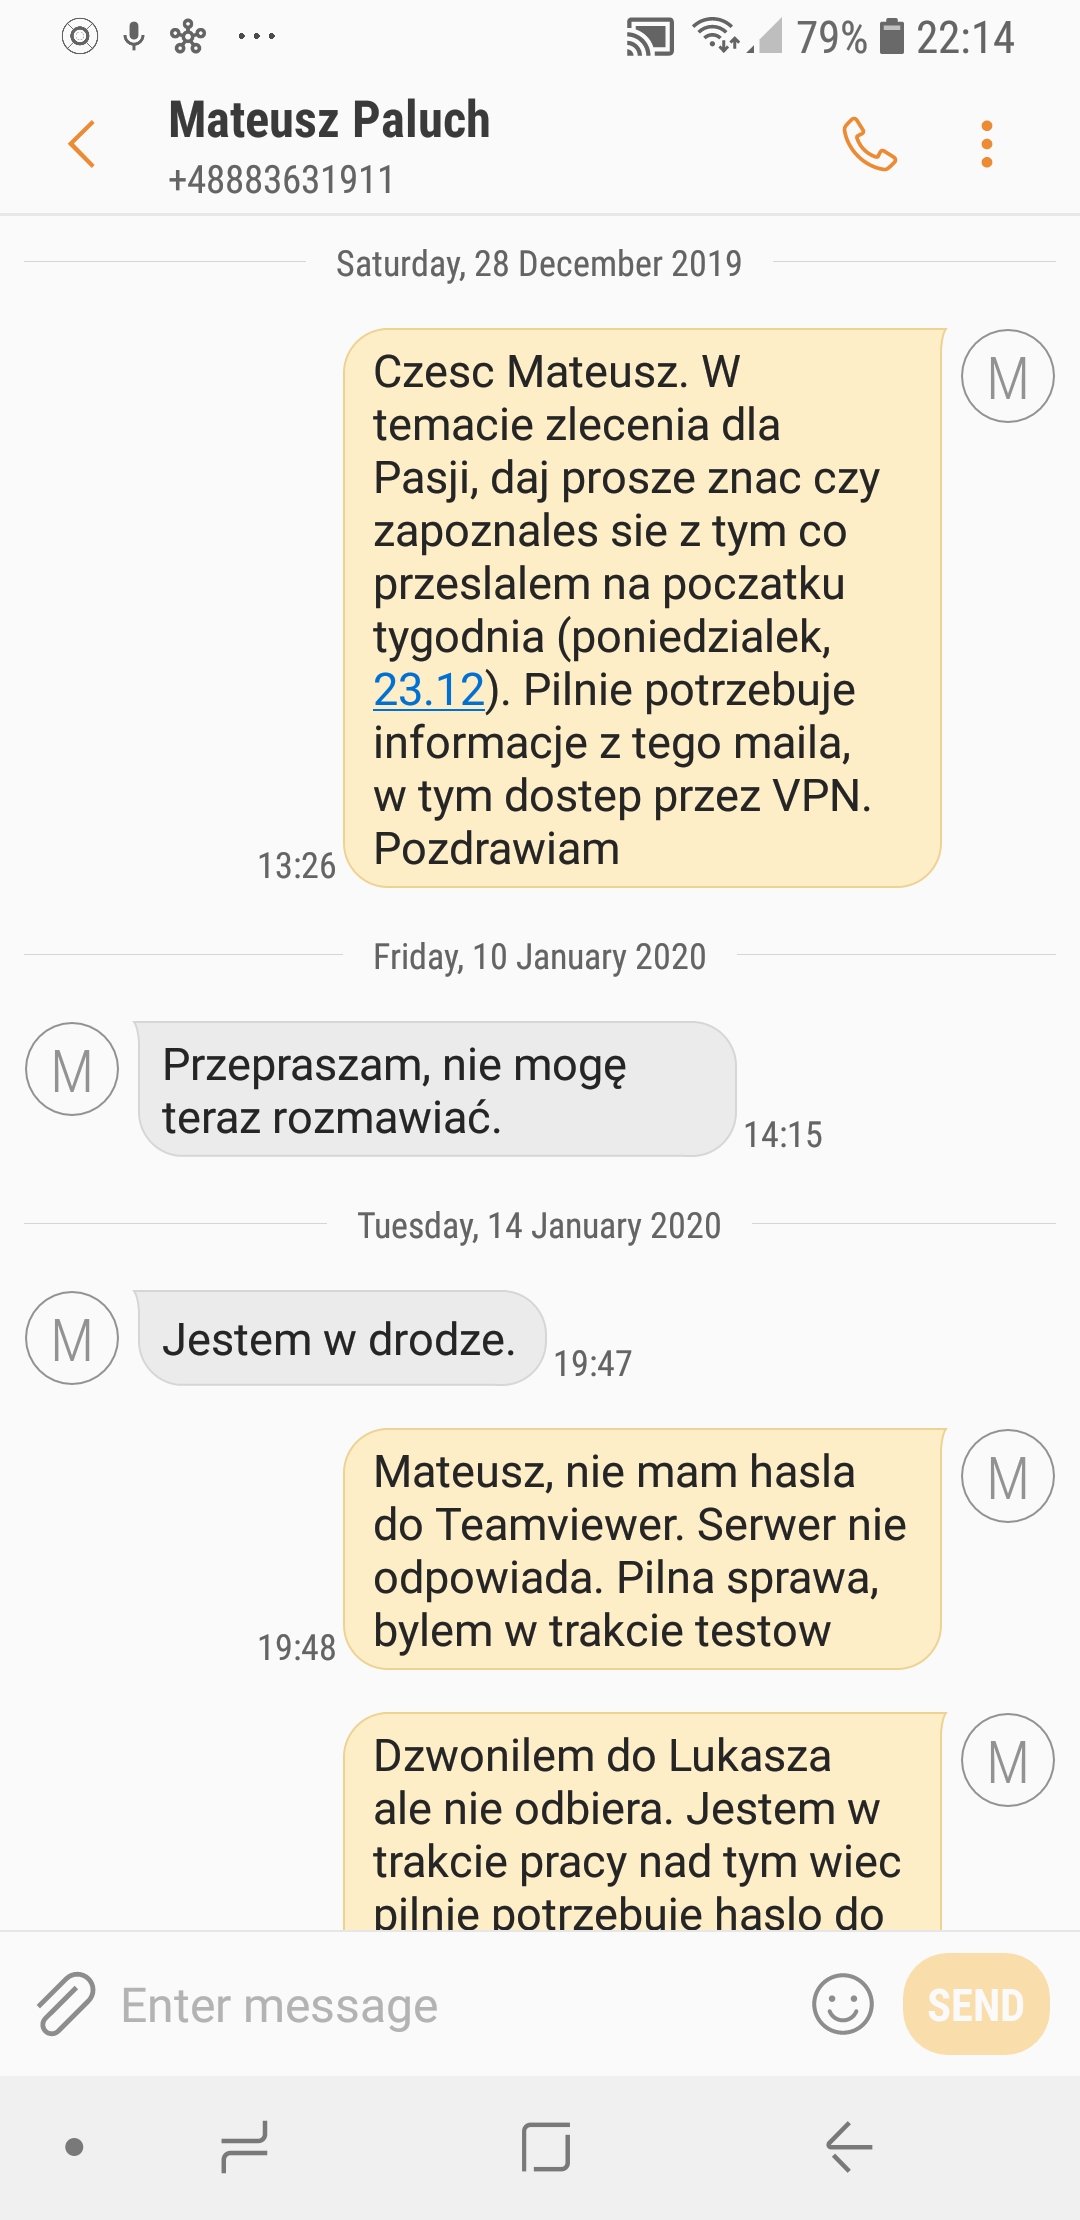 79% 22:14
Mateusz Paluch
+48883631911
Saturday, 28 December 2019
Czesc Mateusz. W
temacie zlecenia dla
Pasji, daj prosze znac czy
zapoznales sie z tym co
przeslalem na poczatku
tygodnia (poniedzialek,
23.12). Pilnie potrzebuje
informacje z tego maila,
w tym dostep przez VPN.
Pozdrawiam
13:26
M
Friday, 10 January 2020
M
Przepraszam, nie mogę
teraz rozmawiać.
14:15
Tuesday, 14 January 2020
M
Jestem w drodze.
19:47
Mateusz, nie mam hasla
do Teamviewer. Serwer nie
odpowiada. Pilna sprawa,
bylem w trakcie testow
19:48
M
Dzwonilem do Lukasza
ale nie odbiera. Jestem w
trakcie pracy nad tym wiec
pilnie potrzebuje haslo do
M
Enter message
SEND